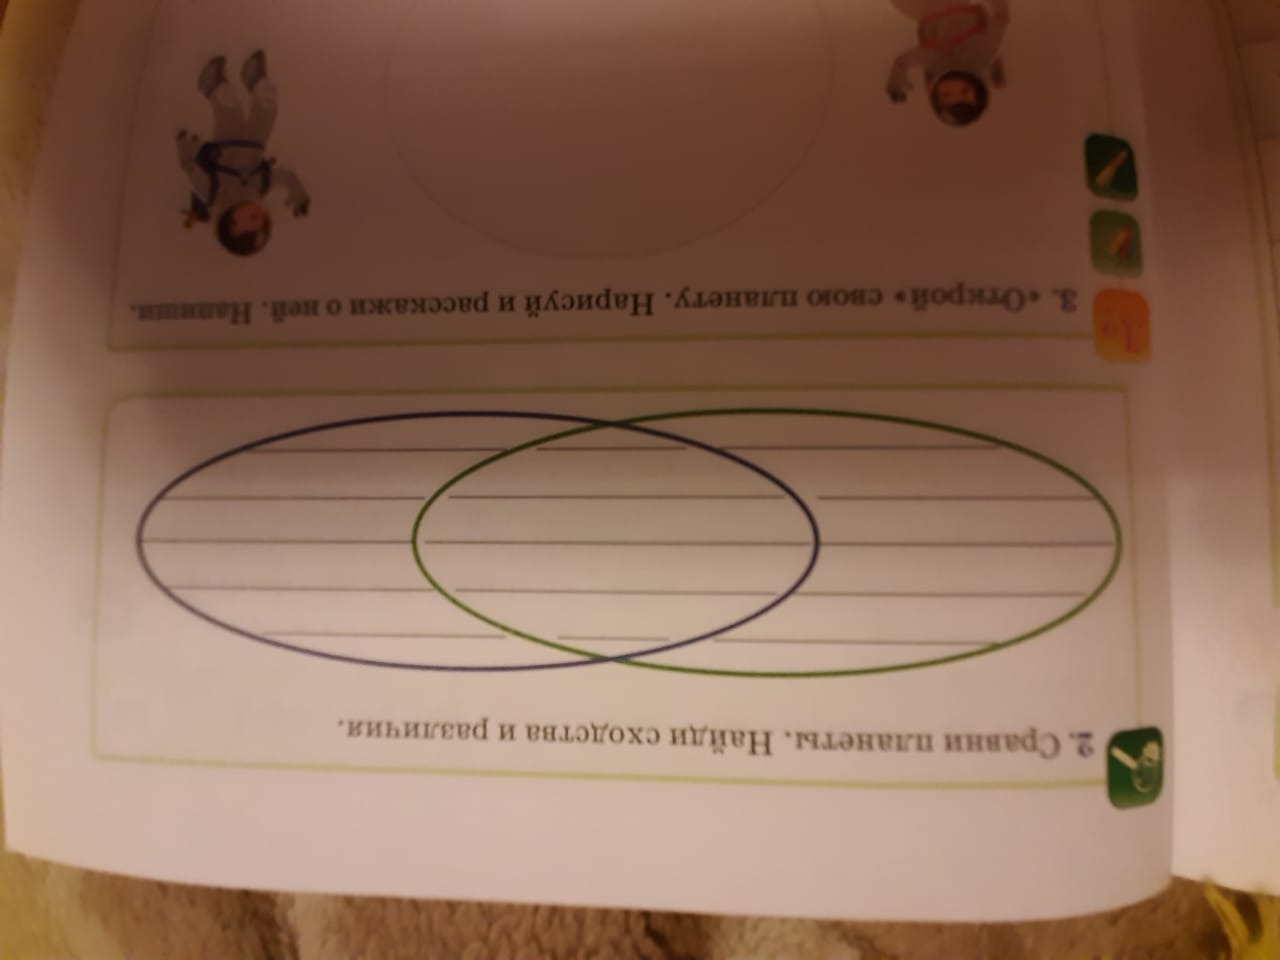 2. Сравни планеты. Найди сходства и различия.
3. «Открой» свою планету. Нарисуй и расскажи о ней. Напиши.